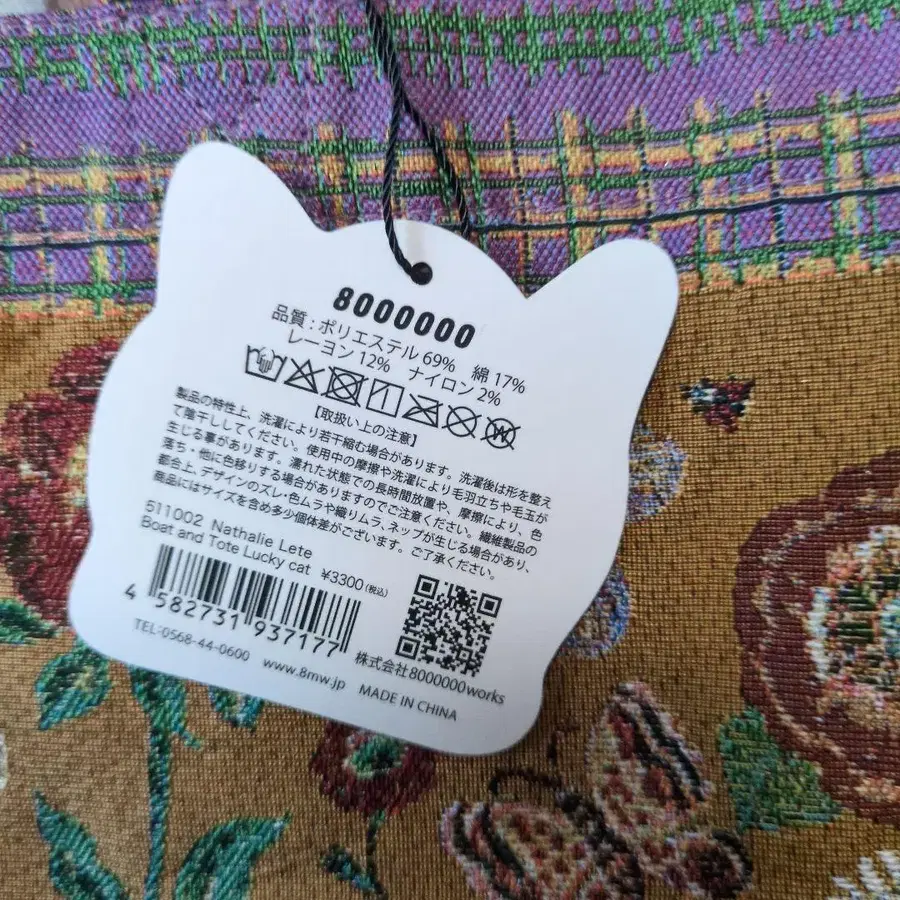 8000000
品質:ポリエステル 69% 綿 17%
レーヨン 12% ナイロン 2%
【取扱い上の注意】
製品の特性上、洗濯により若干縮む場合があります。洗濯後は形を整え
て陰干ししてください。使用中の摩擦や洗濯により毛羽立ちや毛玉が
生じる事があります。濡れた状態での長時間放置や、摩擦により、色
落ち・他に色移りする場合がありますのでご注意ください。繊維製品の
都合上、デザインのズレ・色ムラや織りムラ、ネップが生じる場合があり、
商品にはサイズを含め多少個体差がございます。ご了承ください。
511002 Nathalie Lete
Boat and Tote Lucky cat ¥3300(税込)
4 582731 937177
株式会社8000000works
TEL:0568-44-0600 www.8mw.jp MADE IN CHINA